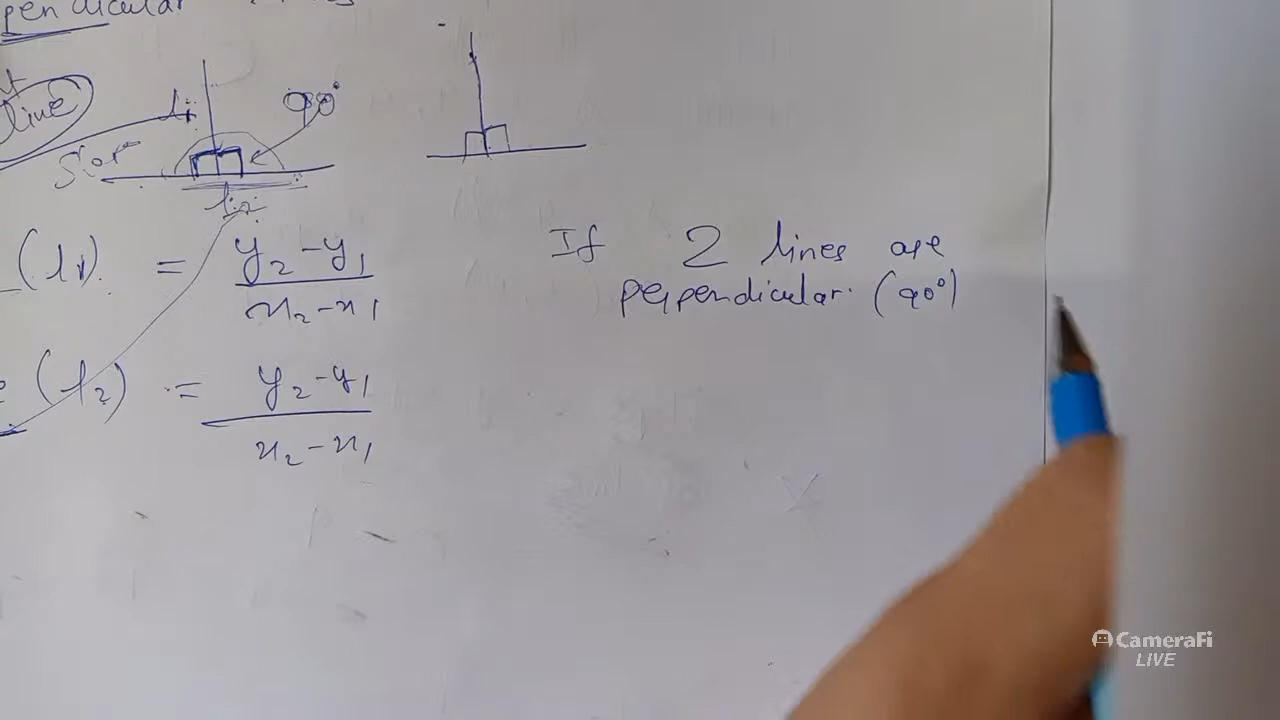 pendicular
line
l1
90°
l2
(l1) = y2-y1
x2-x1
If 2 lines are
perpendicular. (90°)
(l2) = y2-y1
x2-x1
CameraFi
LIVE